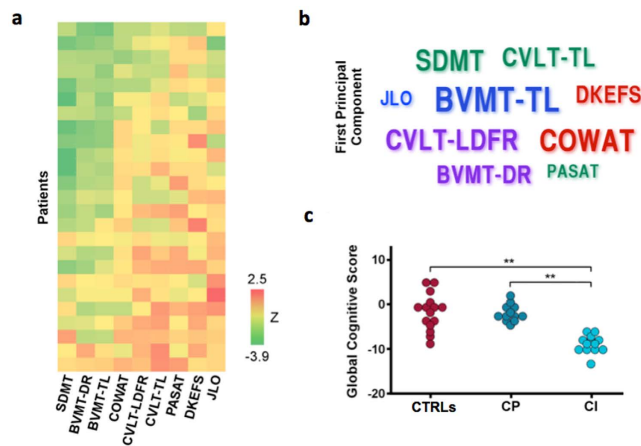 a
Patients
2.5
Z
-3.9
SDMT
BVMT-DR
BVMT-TL
COWAT
CVLT-LDFR
CVLT-TL
PASAT
DKEFS
JLO
b
First Principal
Component
SDMT CVLT-TL
JLO BVMT-TL DKEFS
CVLT-LDFR COWAT
BVMT-DR PASAT
c
Global Cognitive Score
10
0
-10
-20
**
**
CTRLs CP CI